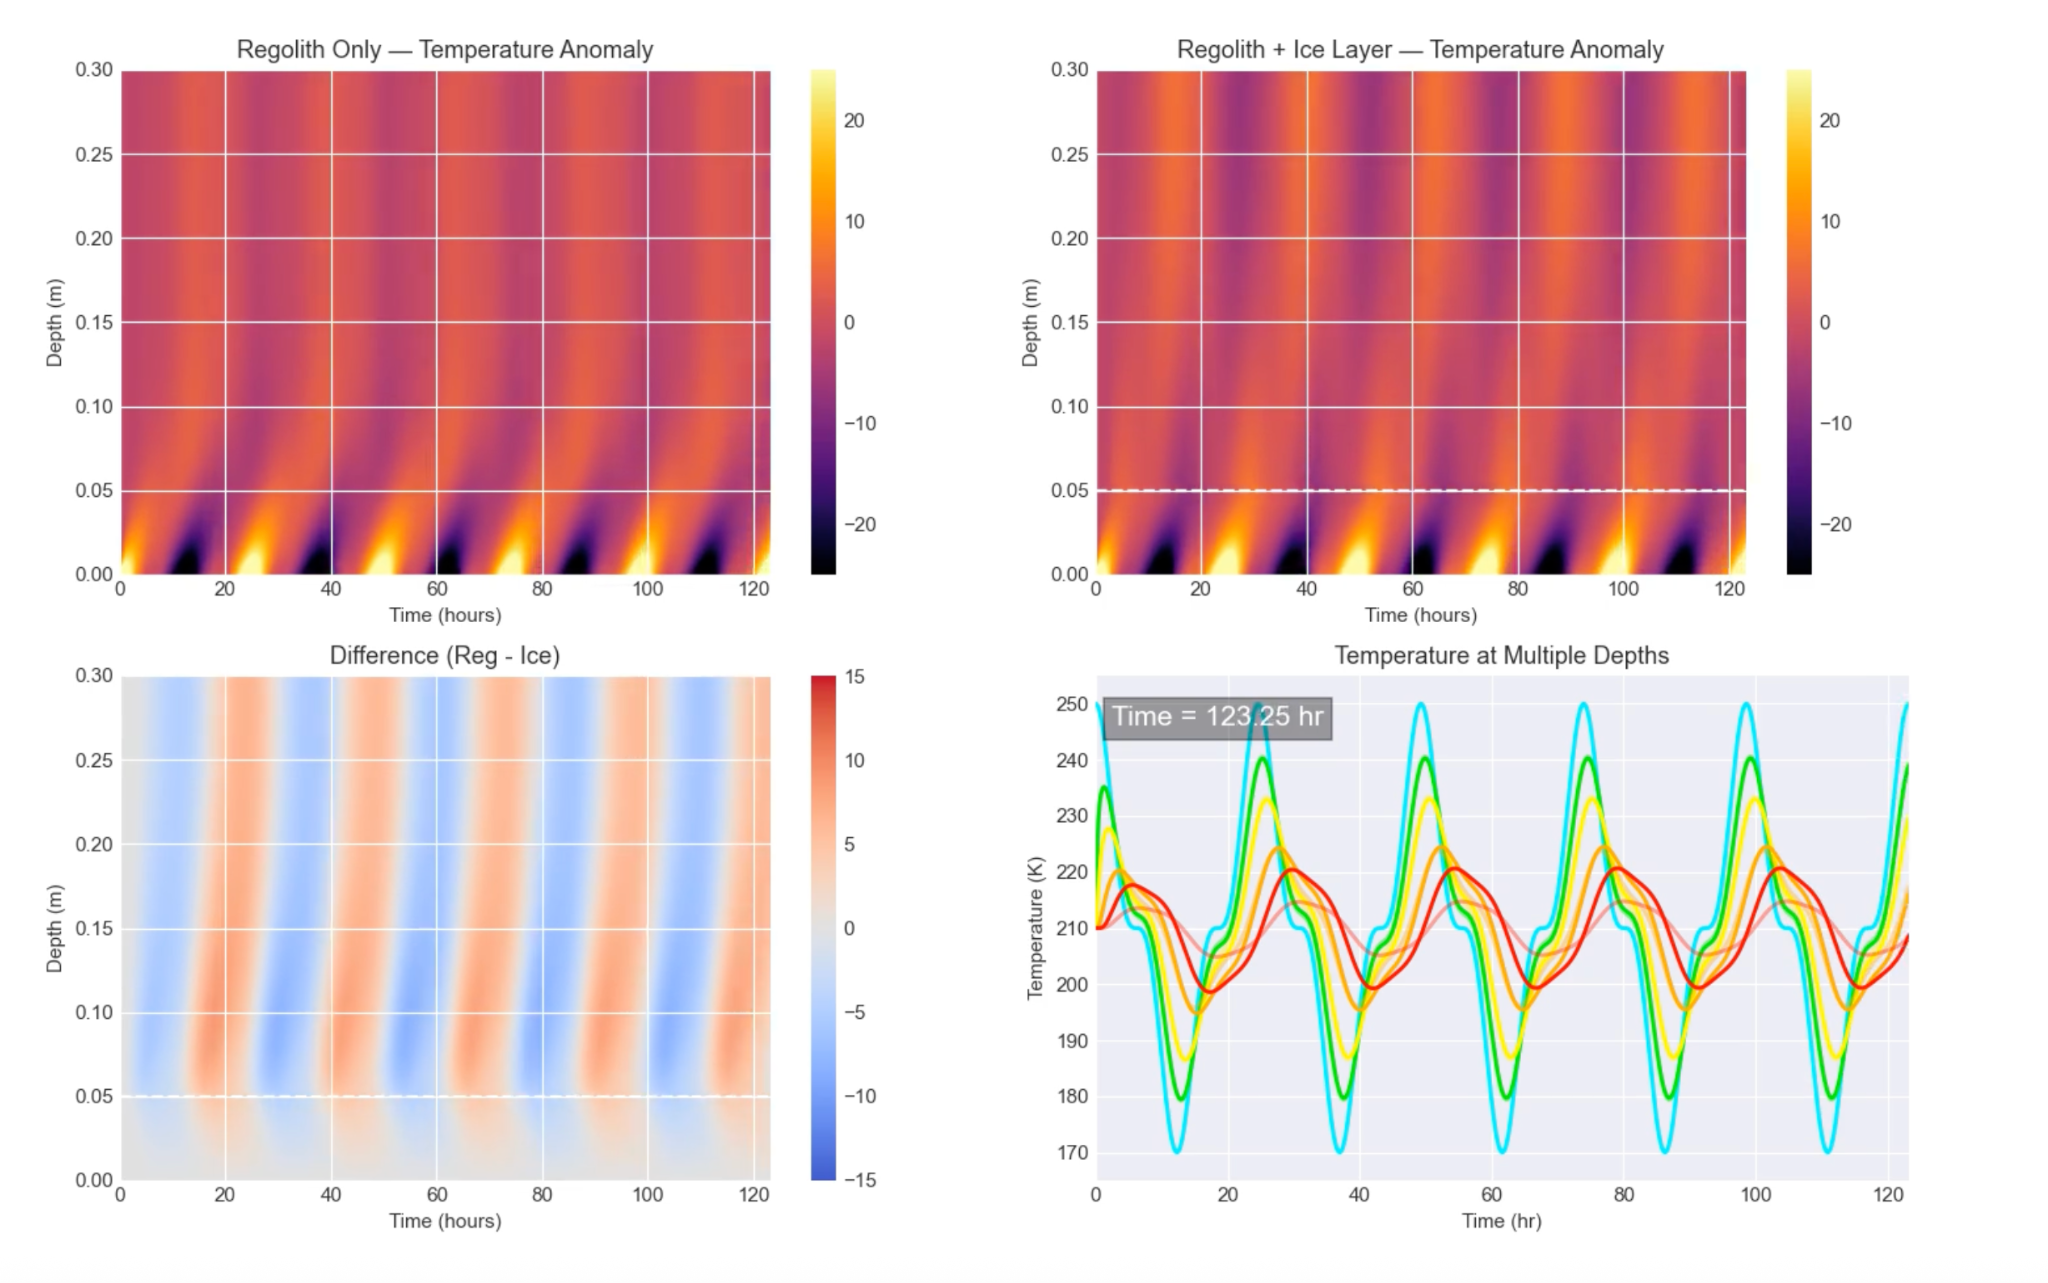 Regolith Only — Temperature Anomaly
0.30
0.25
0.20
0.15
0.10
0.05
0.00
Depth (m)
0 20 40 60 80 100 120
Time (hours)
20
10
0
−10
−20
Regolith + Ice Layer — Temperature Anomaly
0.30
0.25
0.20
0.15
0.10
0.05
0.00
Depth (m)
0 20 40 60 80 100 120
Time (hours)
20
10
0
−10
−20
Difference (Reg - Ice)
0.30
0.25
0.20
0.15
0.10
0.05
0.00
Depth (m)
0 20 40 60 80 100 120
Time (hours)
15
10
5
0
−5
−10
−15
Temperature at Multiple Depths
Time = 123.25 hr
250
240
230
220
210
200
190
180
170
Temperature (K)
0 20 40 60 80 100 120
Time (hr)